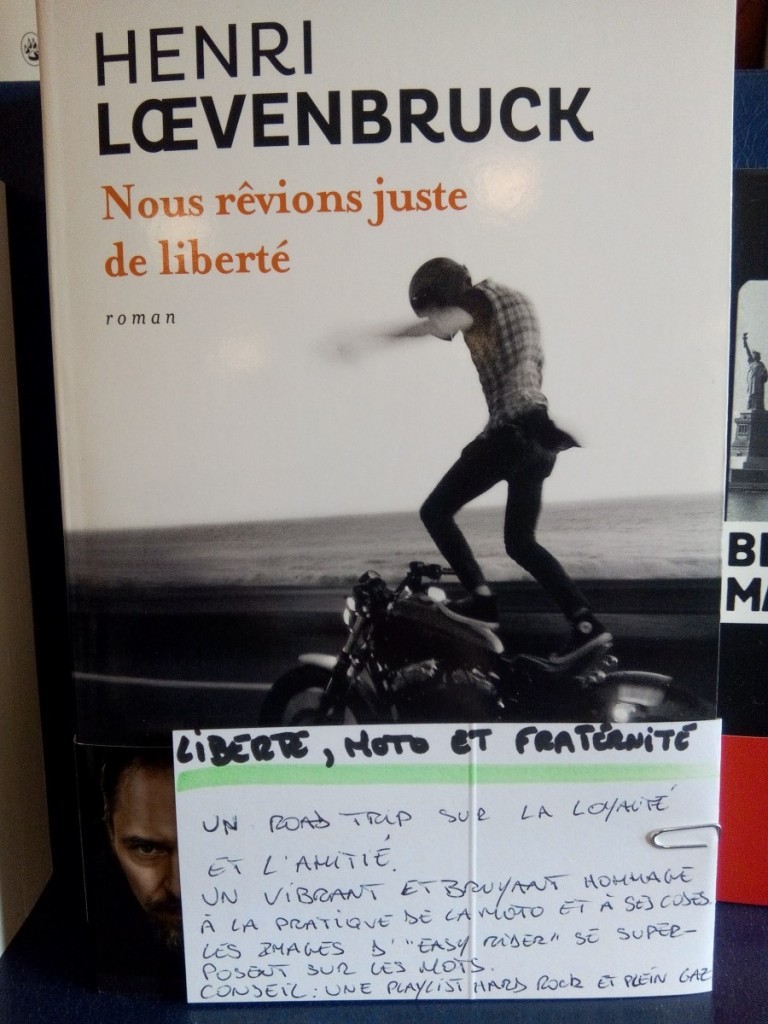 HENRI
LŒVENBRUCK
Nous rêvions juste
de liberté
roman
LIBERTE, MOTO ET FRATERNITÉ
UN ROAD TRIP SUR LA LOYAUTÉ
ET L'AMITIÉ.
UN VIBRANT ET BRUYANT HOMMAGE
À LA PRATIQUE DE LA MOTO ET À SES CODES.
LES IMAGES D' "EASY RIDER" SE SUPER-
POSENT SUR LES MOTS.
CONSEIL : UNE PLAYLIST HARD ROCK ET PLEIN GAZ